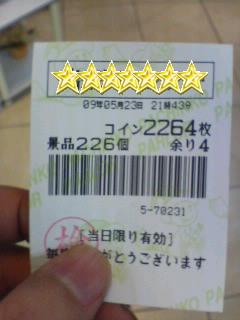 09年05月23日 21時43分
コイン2264枚
景品226個 余り4
5-70231
[当日限り有効]
とうございます